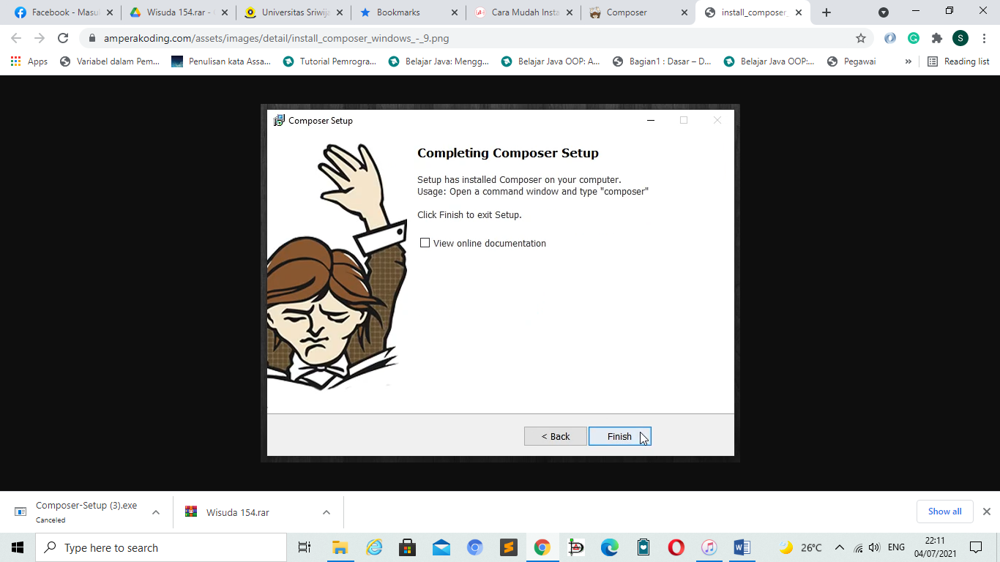 Facebook - Masu
Wisuda 154.rar -
Universitas Sriwija
Bookmarks
Cara Mudah Insta
Composer
install_composer_
amperakoding.com/assets/images/detail/install_composer_windows_-_9.png
S
Apps
Variabel dalam Pem...
Penulisan kata Assa...
Tutorial Pemrogra...
Belajar Java: Mengg...
Belajar Java OOP: A...
Bagian1 : Dasar – D...
Belajar Java OOP:...
Pegawai
»
Reading list
Composer Setup
Completing Composer Setup
Setup has installed Composer on your computer.
Usage: Open a command window and type "composer"
Click Finish to exit Setup.
View online documentation
< Back
Finish
Composer-Setup (3).exe
Canceled
Wisuda 154.rar
Show all
Type here to search
26°C
ENG
22:11
04/07/2021